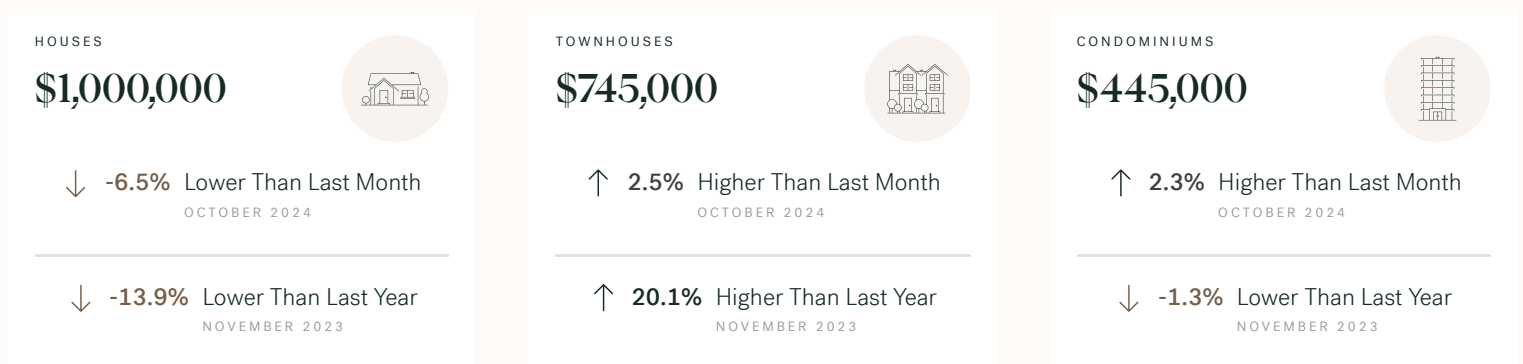 HOUSES
$1,000,000
-6.5% Lower Than Last Month
OCTOBER 2024
-13.9% Lower Than Last Year
NOVEMBER 2023
TOWNHOUSES
$745,000
2.5% Higher Than Last Month
OCTOBER 2024
20.1% Higher Than Last Year
NOVEMBER 2023
CONDOMINIUMS
$445,000
2.3% Higher Than Last Month
OCTOBER 2024
-1.3% Lower Than Last Year
NOVEMBER 2023